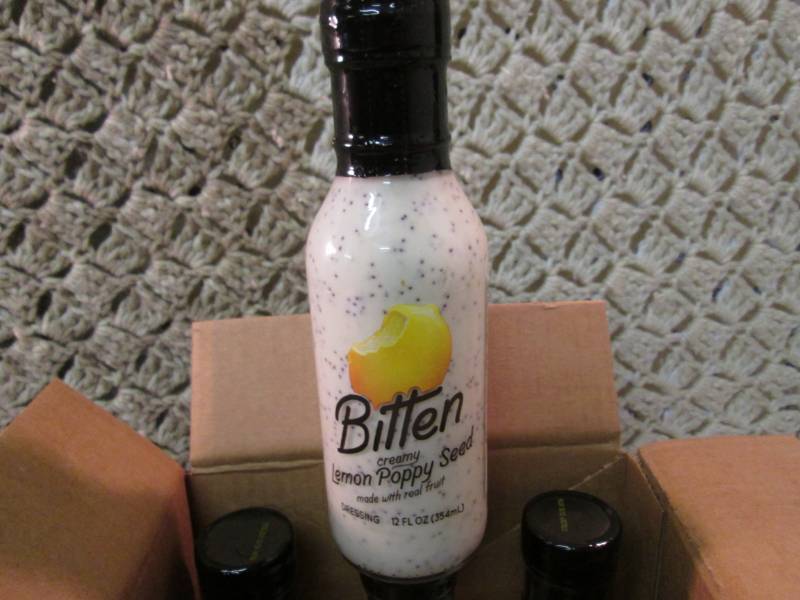 Bitten
creamy
Lemon Poppy Seed
made with real fruit
DRESSING 12 FL OZ (354mL)